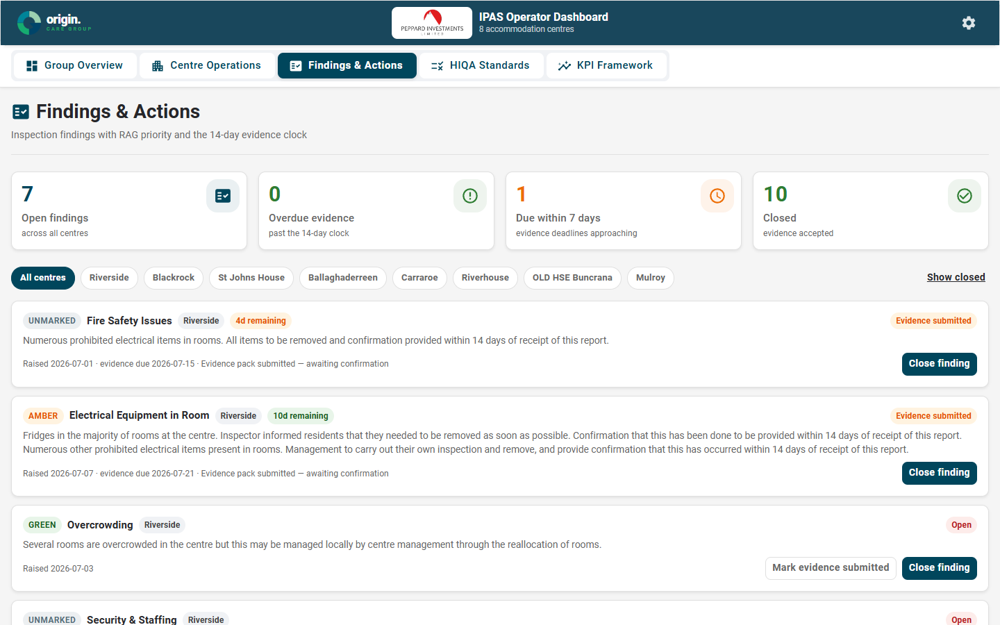 origin.
CARE GROUP
PEPPARD INVESTMENTS
LIMITED
IPAS Operator Dashboard
8 accommodation centres
Group Overview
Centre Operations
Findings & Actions
HIQA Standards
KPI Framework
Findings & Actions
Inspection findings with RAG priority and the 14-day evidence clock
7
Open findings
across all centres
0
Overdue evidence
past the 14-day clock
1
Due within 7 days
evidence deadlines approaching
10
Closed
evidence accepted
All centres
Riverside
Blackrock
St Johns House
Ballaghaderreen
Carraroe
Riverhouse
OLD HSE Buncrana
Mulroy
Show closed
UNMARKED Fire Safety Issues Riverside 4d remaining Evidence submitted
Numerous prohibited electrical items in rooms. All items to be removed and confirmation provided within 14 days of receipt of this report.
Raised 2026-07-01 · evidence due 2026-07-15 · Evidence pack submitted — awaiting confirmation
Close finding
AMBER Electrical Equipment in Room Riverside 10d remaining Evidence submitted
Fridges in the majority of rooms at the centre. Inspector informed residents that they needed to be removed as soon as possible. Confirmation that this has been done to be provided within 14 days of receipt of this report.
Numerous other prohibited electrical items present in rooms. Management to carry out their own inspection and remove, and provide confirmation that this has occurred within 14 days of receipt of this report.
Raised 2026-07-07 · evidence due 2026-07-21 · Evidence pack submitted — awaiting confirmation
Close finding
GREEN Overcrowding Riverside Open
Several rooms are overcrowded in the centre but this may be managed locally by centre management through the reallocation of rooms.
Raised 2026-07-03
Mark evidence submitted
Close finding
UNMARKED Security & Staffing Riverside Open